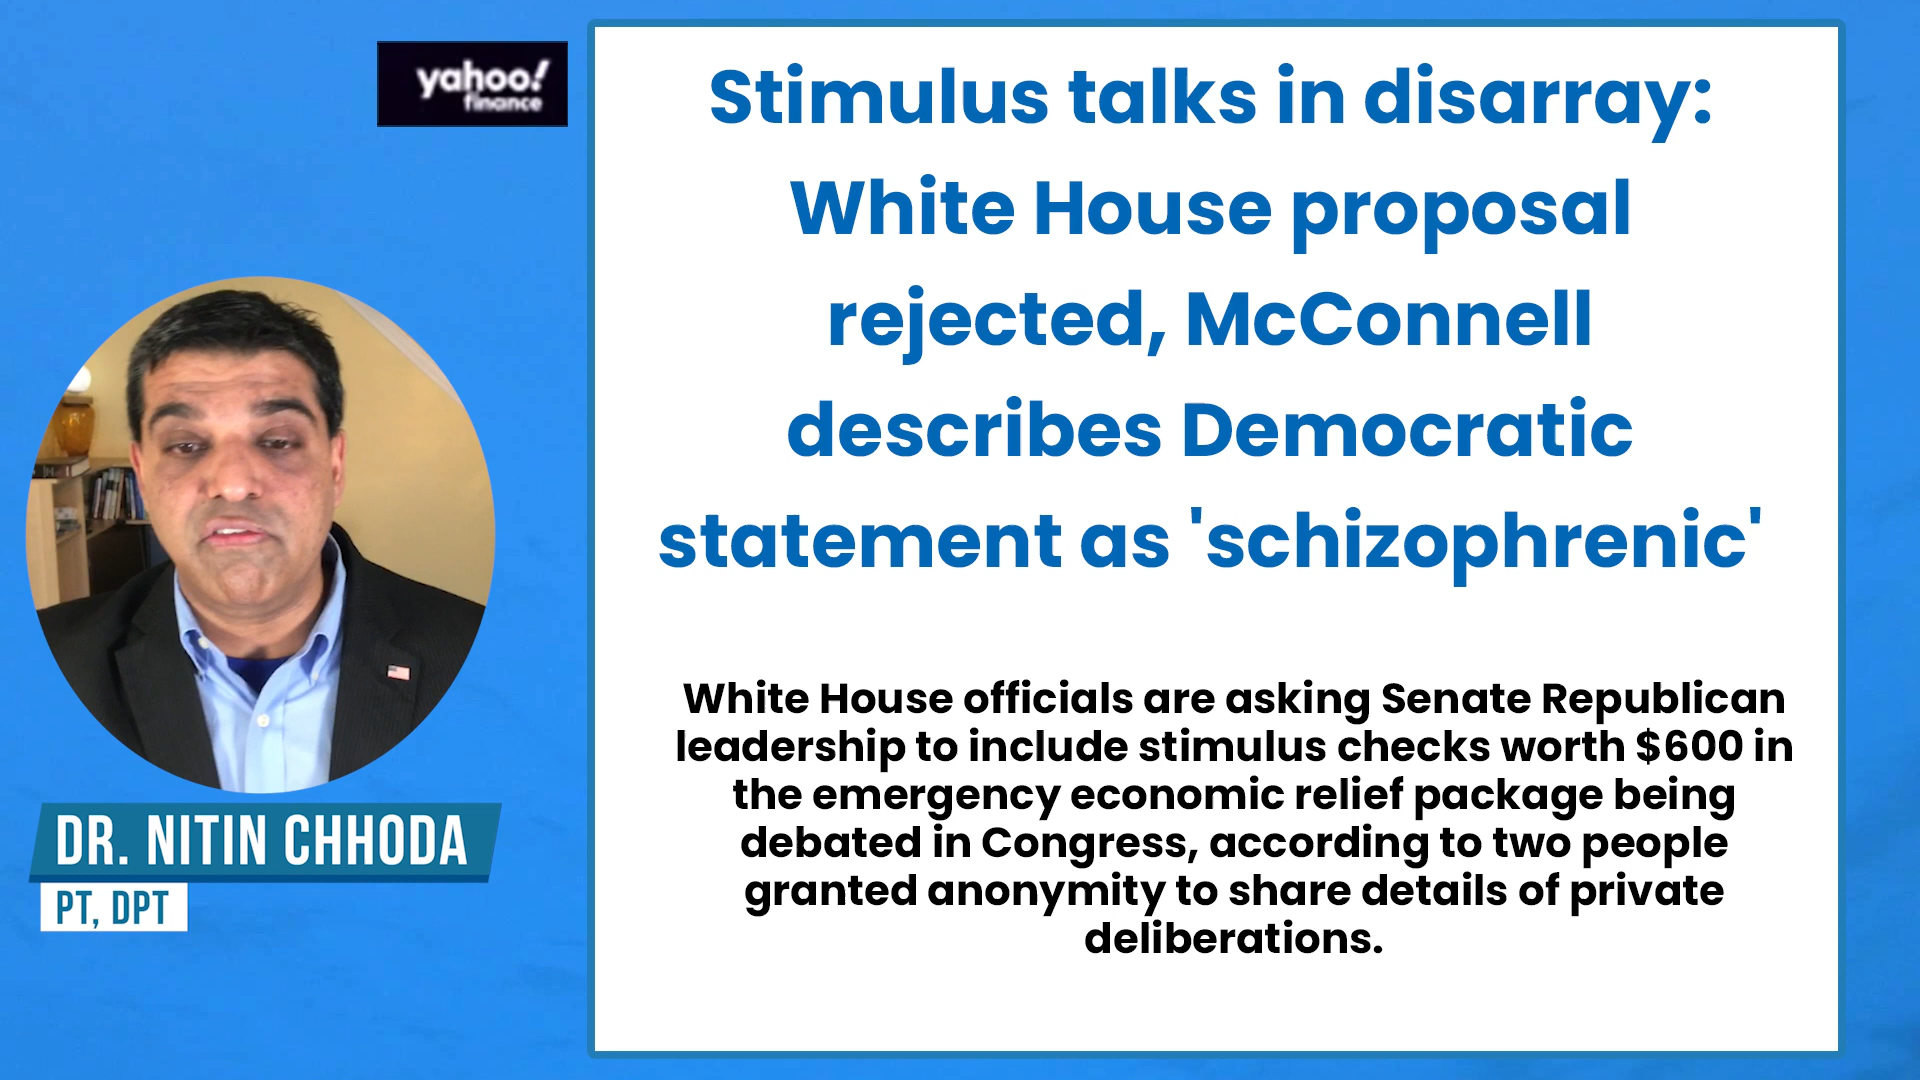 yahoo!
finance
Stimulus talks in disarray:
White House proposal
rejected, McConnell
describes Democratic
statement as 'schizophrenic'
White House officials are asking Senate Republican
leadership to include stimulus checks worth $600 in
the emergency economic relief package being
debated in Congress, according to two people
granted anonymity to share details of private
deliberations.
DR. NITIN CHHODA
PT, DPT